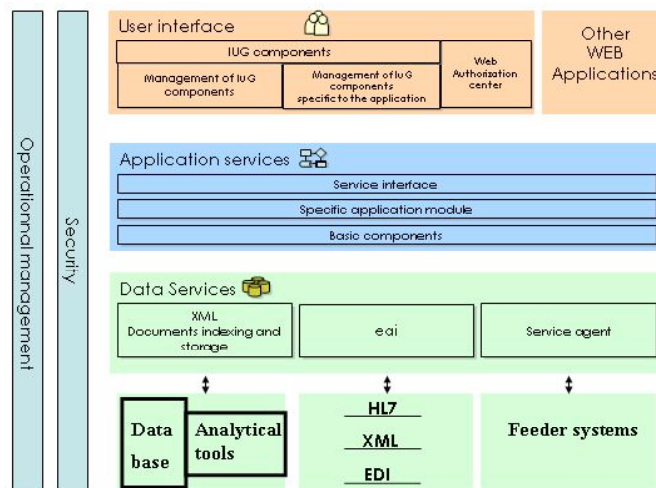 Operationnal management
Security
User interface
IUG components
Management of IUG
components
Management of IUG
components
specific to the application
Web
Authorization
center
Other
WEB
Applications
Application services
Service interface
Specific application module
Basic components
Data Services
XML
Documents indexing and
storage
eai
Service agent
Data
base
Analytical
tools
HL7
XML
EDI
Feeder systems